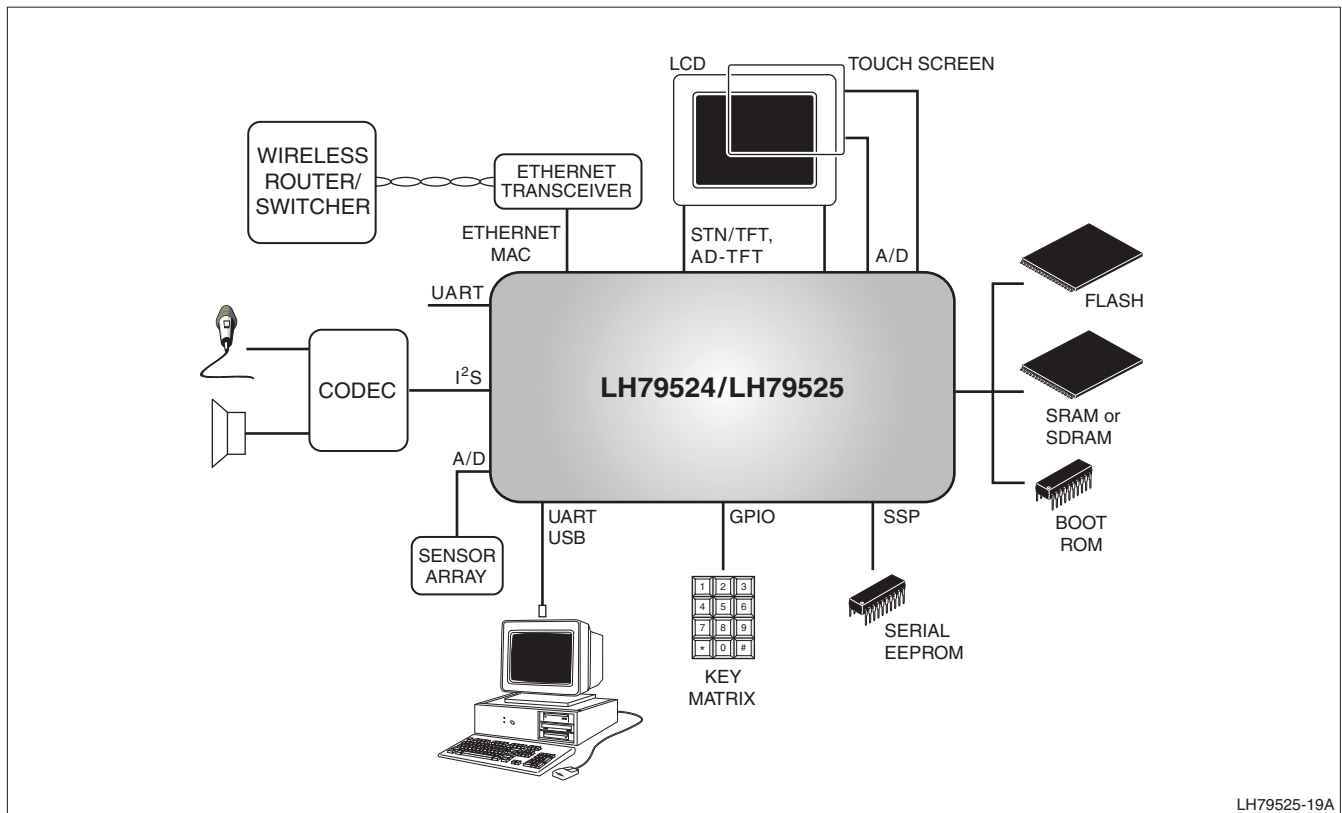 LCD
TOUCH SCREEN
WIRELESS
ROUTER/
SWITCHER
ETHERNET
TRANSCEIVER
ETHERNET
MAC
STN/TFT,
AD-TFT
A/D
UART
FLASH
CODEC
I²S
LH79524/LH79525
SRAM or
SDRAM
A/D
SENSOR
ARRAY
UART
USB
GPIO
SSP
BOOT
ROM
1 2 3
4 5 6
7 8 9
* 0 #
KEY
MATRIX
SERIAL
EEPROM
LH79525-19A